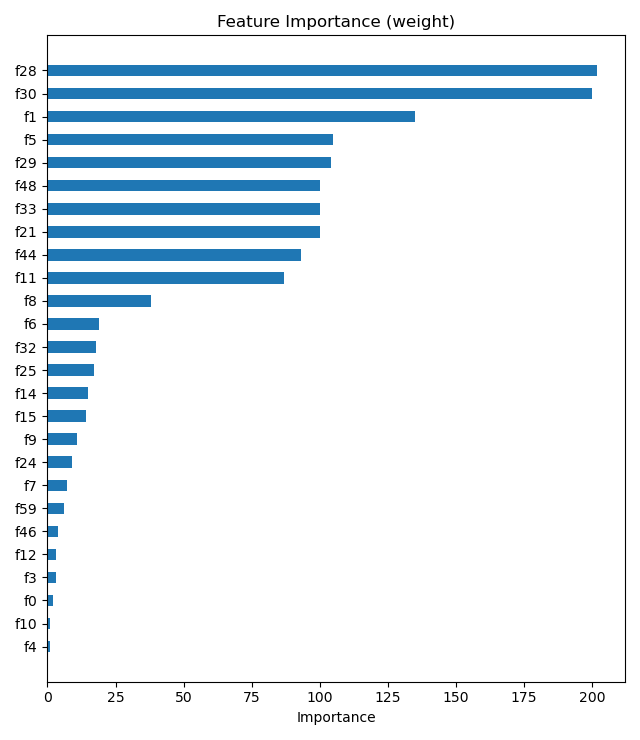 Feature Importance (weight)
f28
f30
f1
f5
f29
f48
f33
f21
f44
f11
f8
f6
f32
f25
f14
f15
f9
f24
f7
f59
f46
f12
f3
f0
f10
f4
0 25 50 75 100 125 150 175 200
Importance